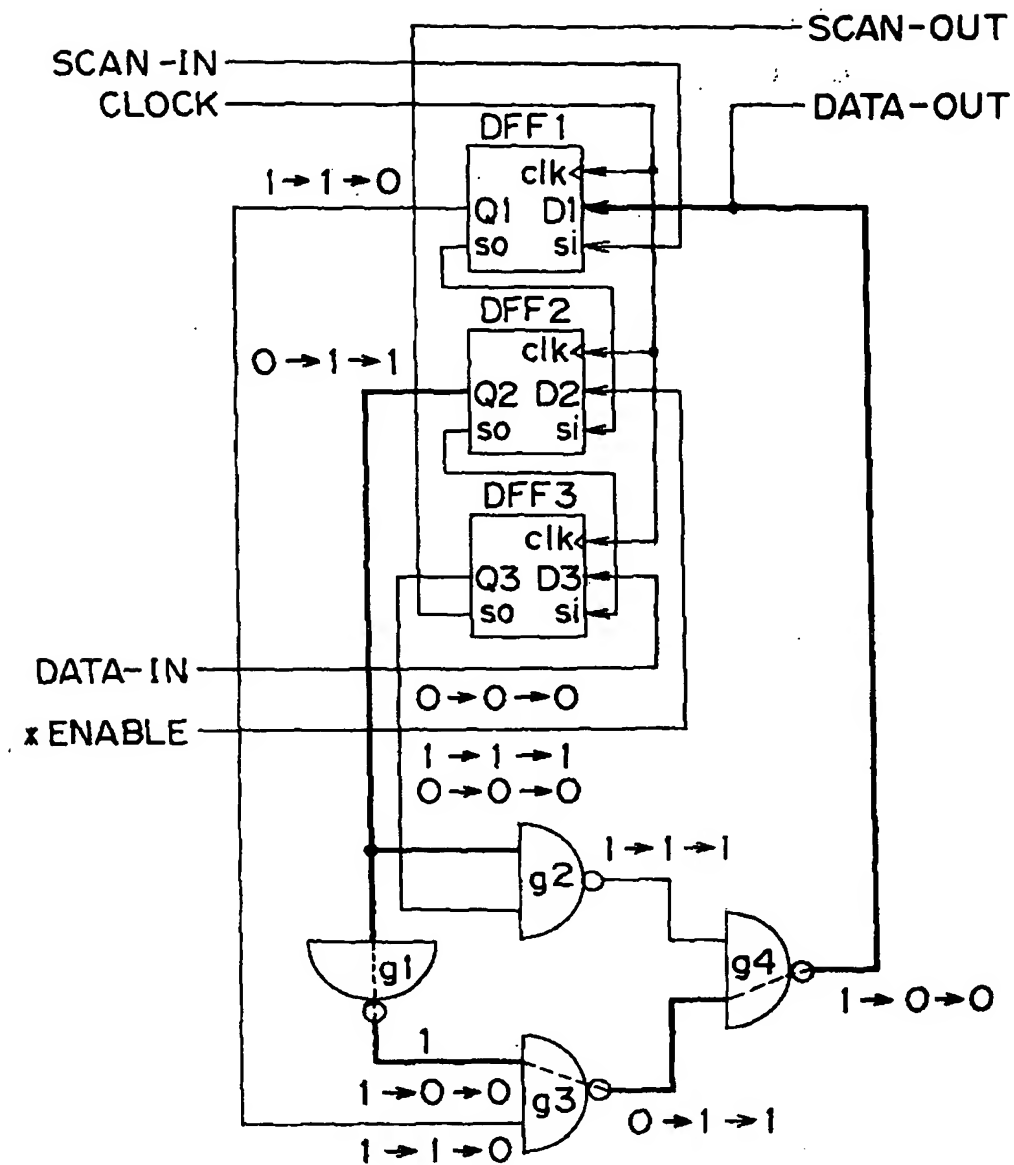 SCAN-OUT
SCAN-IN
CLOCK
DATA-OUT
DFF1
clk
1→1→0
Q1 D1
so si
DFF2
clk
0→1→1
Q2 D2
so si
DFF3
clk
Q3 D3
so si
DATA-IN
0→0→0
*ENABLE
1→1→1
0→0→0
1→1→1
g2
g1
g4
1→0→0
1
1→0→0
g3
0→1→1
1→1→0